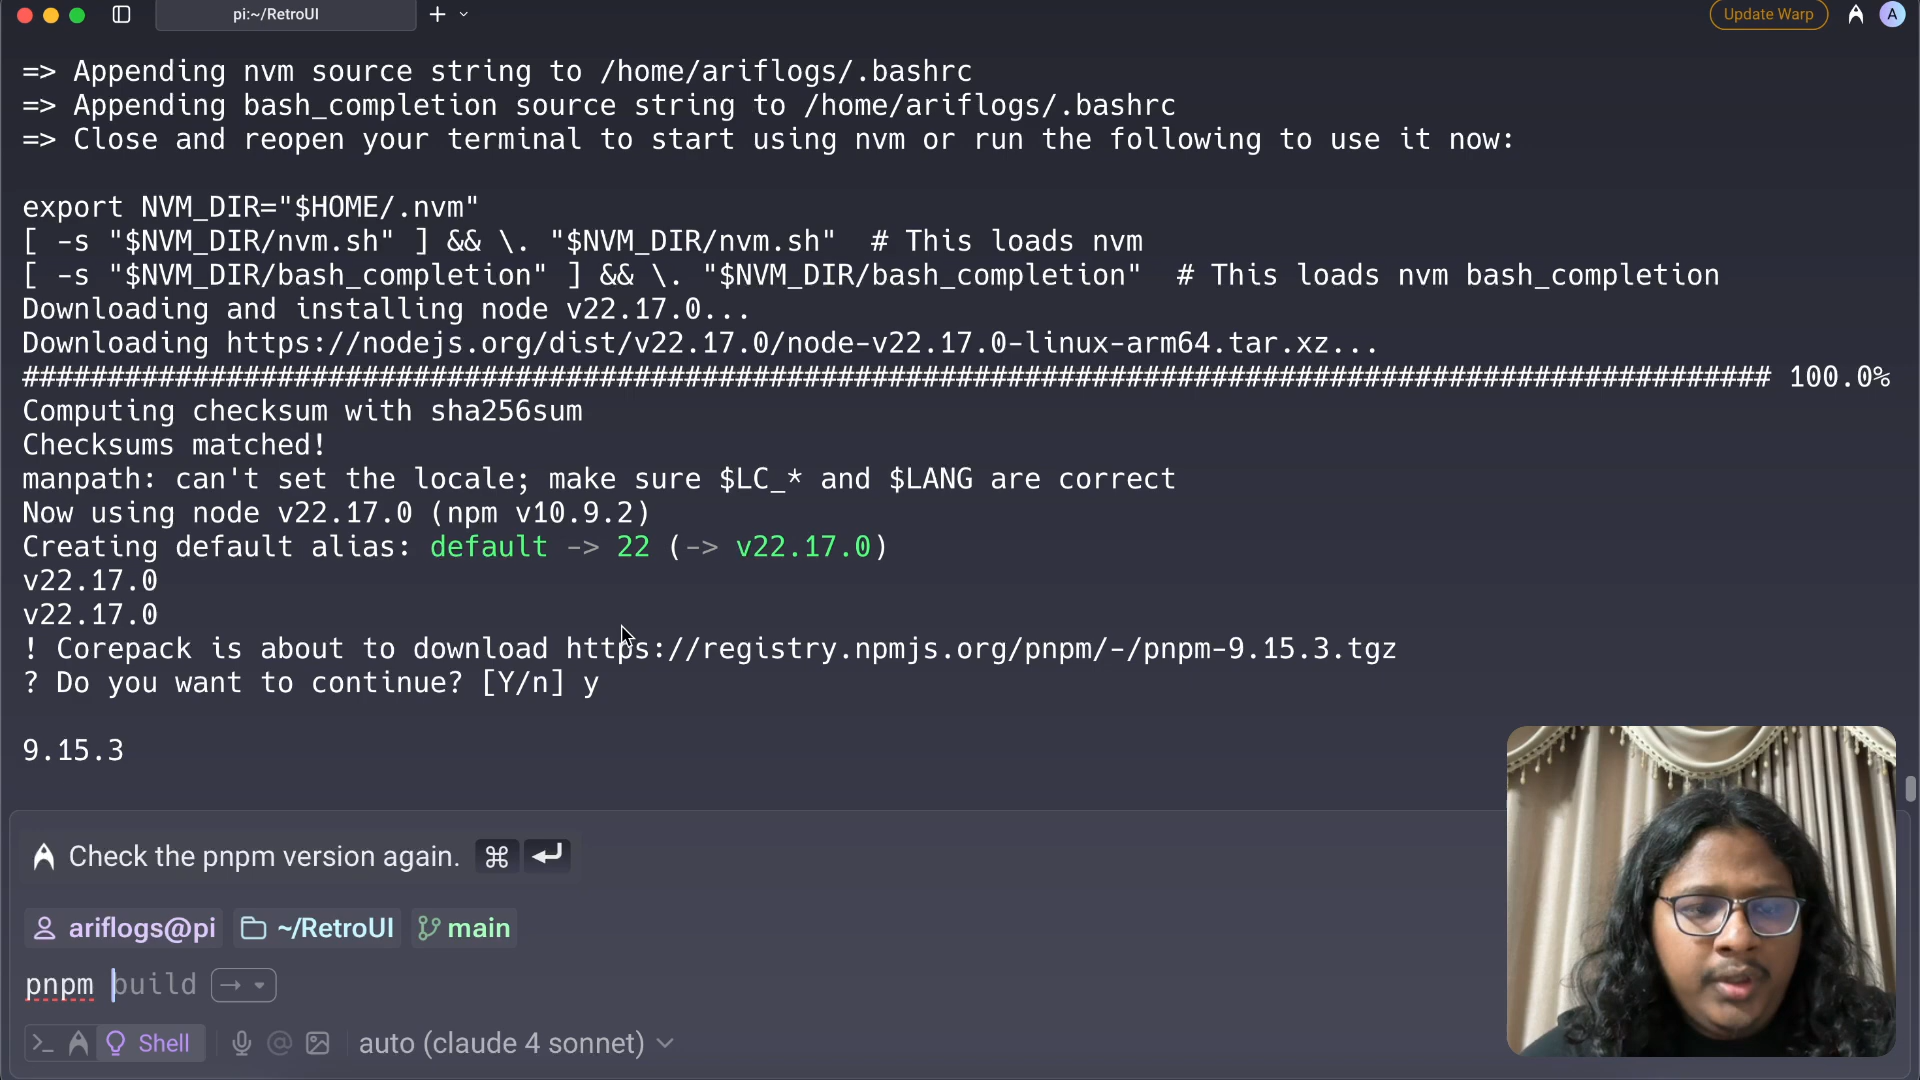 pi:~/RetroUI
Update Warp
A
=> Appending nvm source string to /home/ariflogs/.bashrc
=> Appending bash_completion source string to /home/ariflogs/.bashrc
=> Close and reopen your terminal to start using nvm or run the following to use it now:
export NVM_DIR="$HOME/.nvm"
[ -s "$NVM_DIR/nvm.sh" ] && \. "$NVM_DIR/nvm.sh"  # This loads nvm
[ -s "$NVM_DIR/bash_completion" ] && \. "$NVM_DIR/bash_completion"  # This loads nvm bash_completion
Downloading and installing node v22.17.0...
Downloading https://nodejs.org/dist/v22.17.0/node-v22.17.0-linux-arm64.tar.xz...
####################################################################################################### 100.0%
Computing checksum with sha256sum
Checksums matched!
manpath: can't set the locale; make sure $LC_* and $LANG are correct
Now using node v22.17.0 (npm v10.9.2)
Creating default alias: default -> 22 (-> v22.17.0)
v22.17.0
v22.17.0
! Corepack is about to download https://registry.npmjs.org/pnpm/-/pnpm-9.15.3.tgz
? Do you want to continue? [Y/n] y
9.15.3
Check the pnpm version again. ⌘ ↵
ariflogs@pi ~/RetroUI main
pnpm build →
>_ Shell @ auto (claude 4 sonnet)